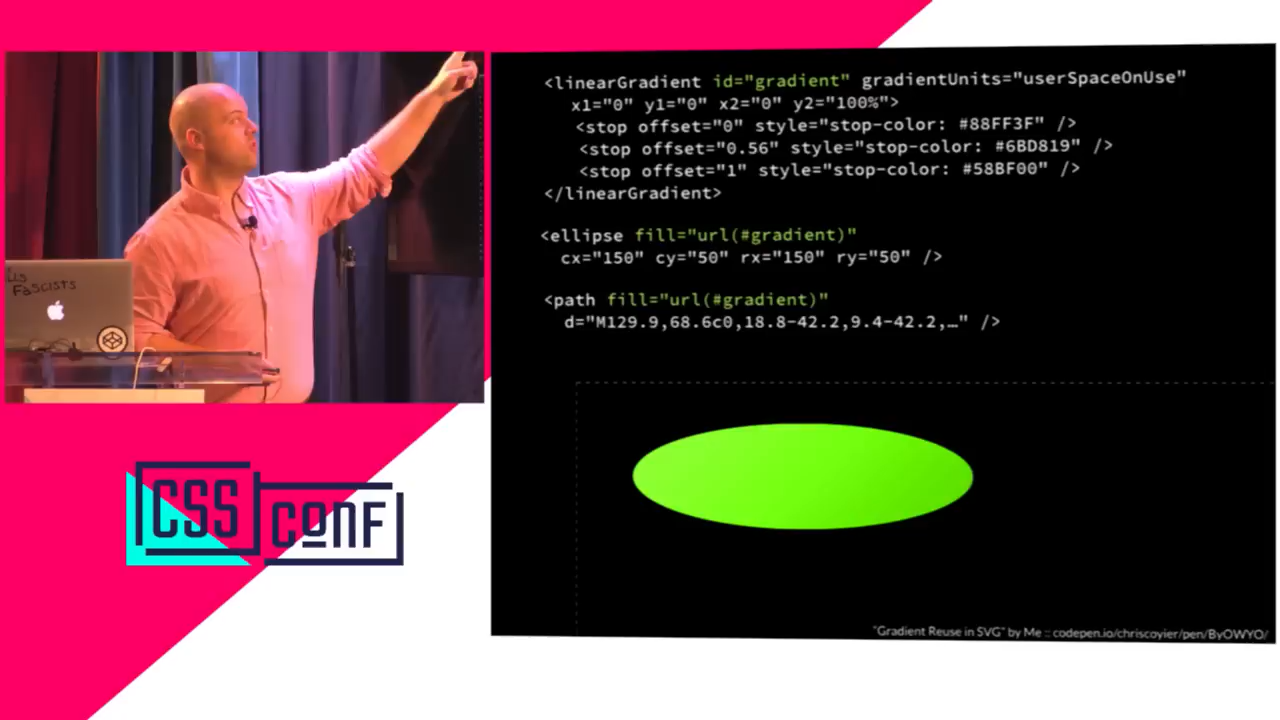 us
Fascists
CSS
CONF
<linearGradient id="gradient" gradientUnits="userSpaceOnUse"
x1="0" y1="0" x2="0" y2="100%">
<stop offset="0" style="stop-color: #88FF3F" />
<stop offset="0.56" style="stop-color: #6BD819" />
<stop offset="1" style="stop-color: #58BF00" />
</linearGradient>
<ellipse fill="url(#gradient)"
cx="150" cy="50" rx="150" ry="50" />
<path fill="url(#gradient)"
d="M129.9,68.6c0,18.8-42.2,9.4-42.2,…" />
"Gradient Reuse in SVG" by Me :: codepen.io/chriscoyier/pen/ByOWYO/